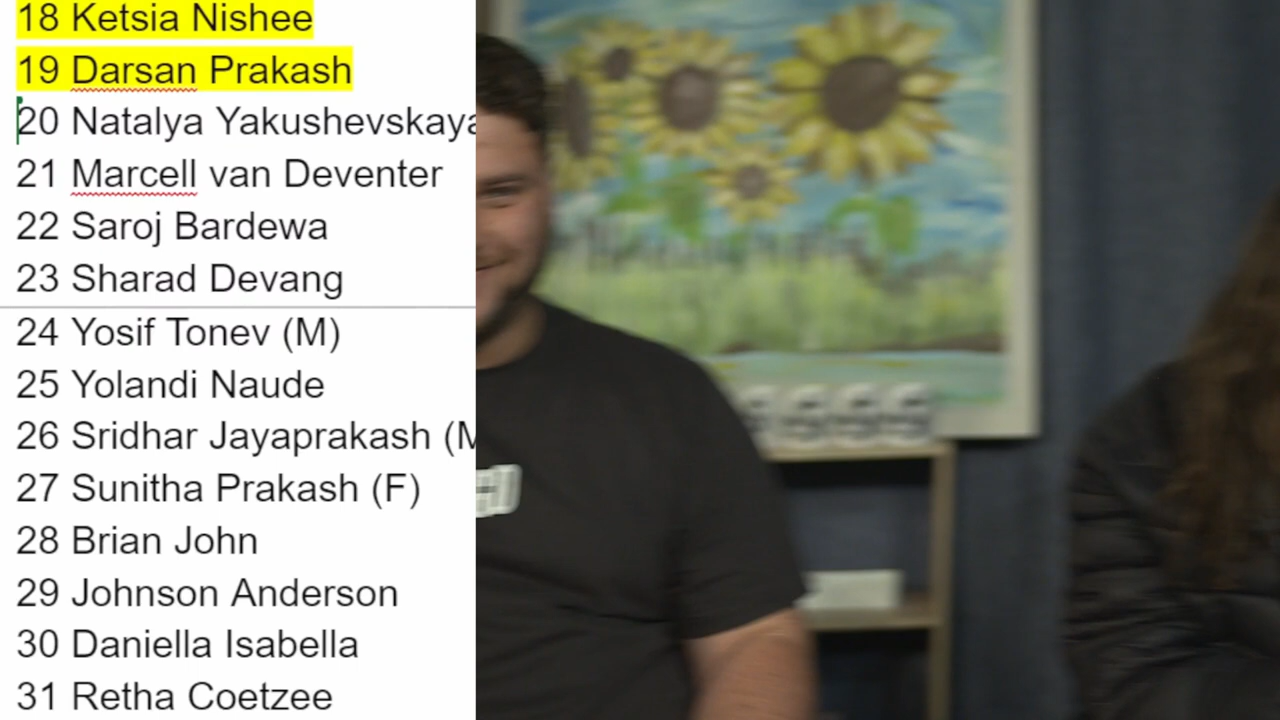 18 Ketsia Nishee
19 Darsan Prakash
20 Natalya Yakushevskaya
21 Marcell van Deventer
22 Saroj Bardewa
23 Sharad Devang
24 Yosif Tonev (M)
25 Yolandi Naude
26 Sridhar Jayaprakash (M
27 Sunitha Prakash (F)
28 Brian John
29 Johnson Anderson
30 Daniella Isabella
31 Retha Coetzee